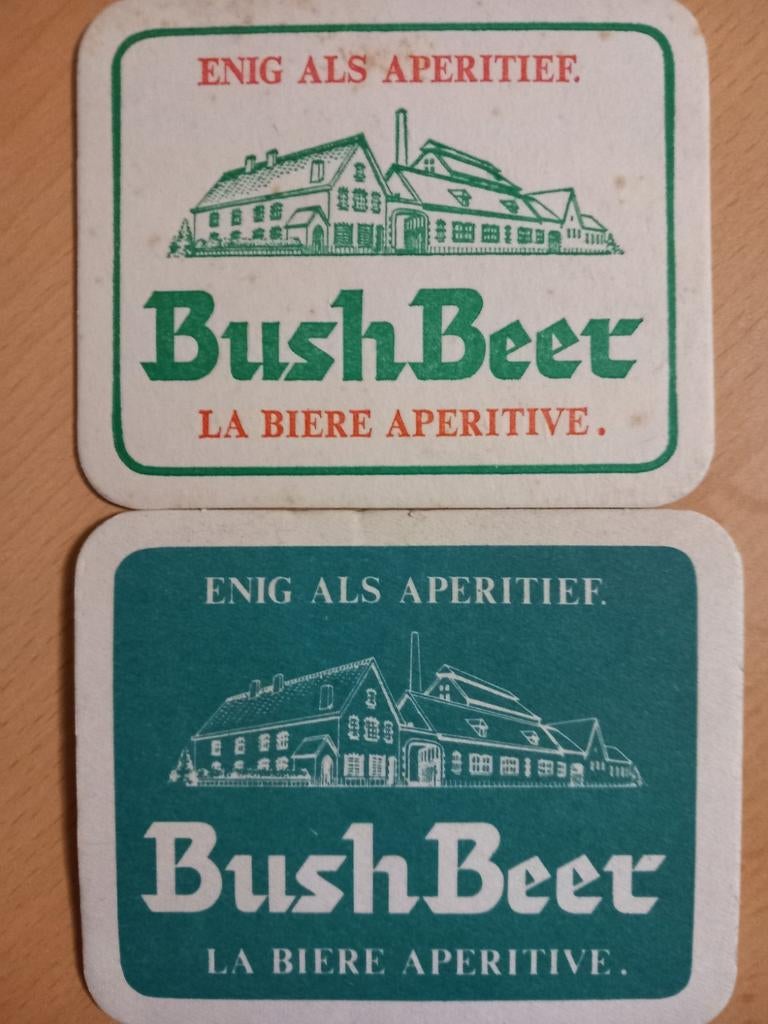 ENIG ALS APERITIEF.
BushBeer
LA BIERE APERITIVE.
ENIG ALS APERITIEF.
BushBeer
LA BIERE APERITIVE.